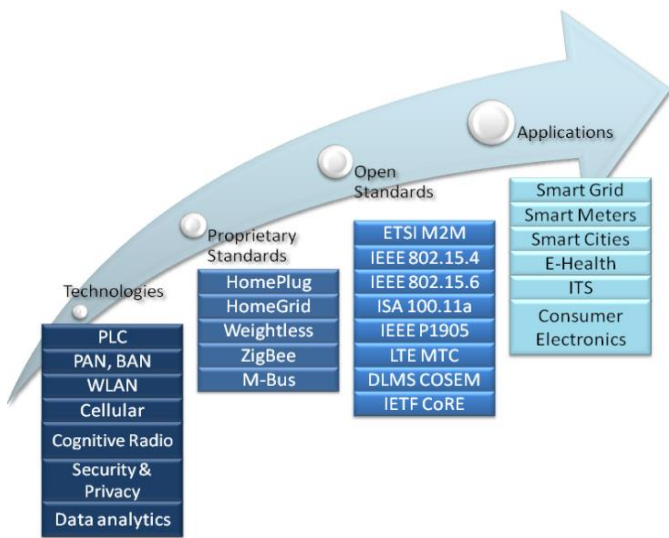 Technologies
PLC
PAN, BAN
WLAN
Cellular
Cognitive Radio
Security &
Privacy
Data analytics
Proprietary
Standards
HomePlug
HomeGrid
Weightless
ZigBee
M-Bus
Open
Standards
ETSI M2M
IEEE 802.15.4
IEEE 802.15.6
ISA 100.11a
IEEE P1905
LTE MTC
DLMS COSEM
IETF CoRE
Applications
Smart Grid
Smart Meters
Smart Cities
E-Health
ITS
Consumer
Electronics